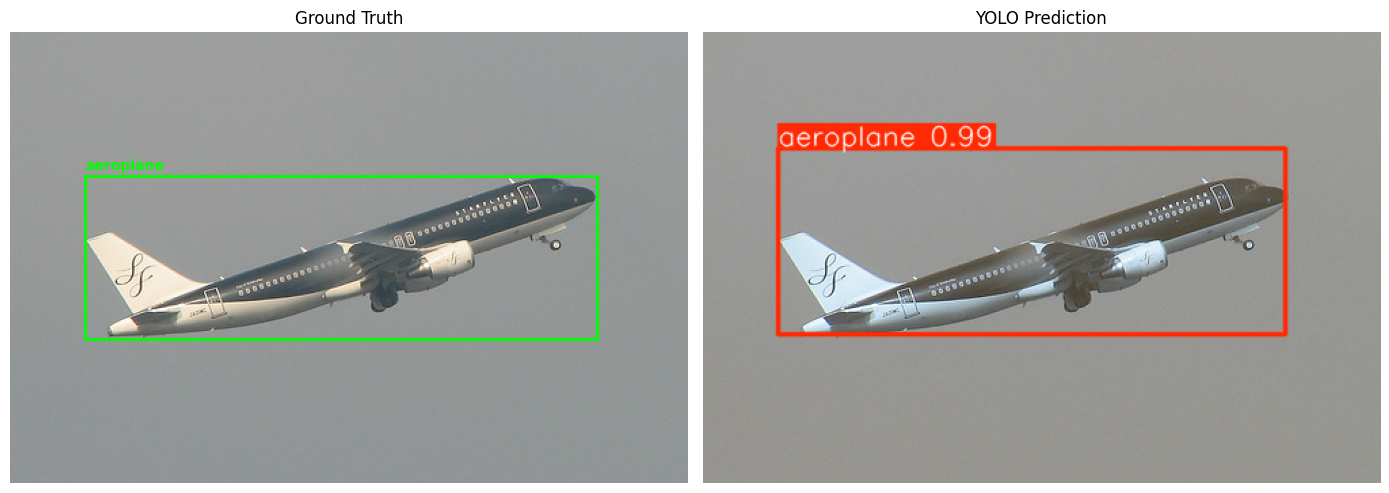 Ground Truth
YOLO Prediction
aeroplane
aeroplane 0.99
STARFLYER
STARFLYER